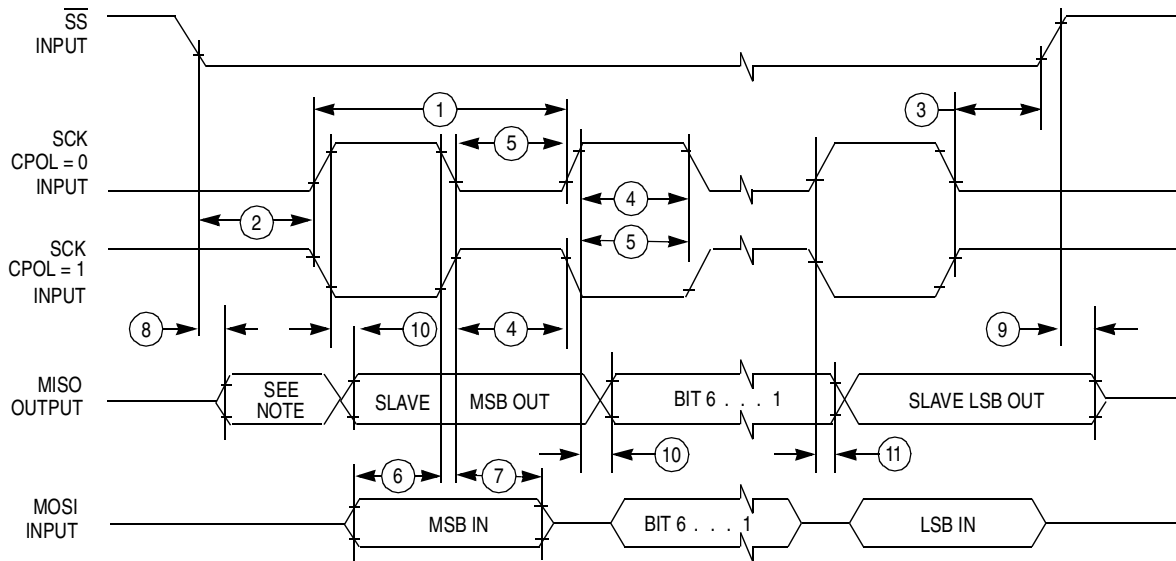 SS
INPUT
1
3
SCK
CPOL = 0
INPUT
5
4
2
SCK
CPOL = 1
INPUT
5
8
10
4
9
MISO
OUTPUT
SEE
NOTE
SLAVE
MSB OUT
BIT 6 . . . 1
SLAVE LSB OUT
10
11
6
7
MOSI
INPUT
MSB IN
BIT 6 . . . 1
LSB IN